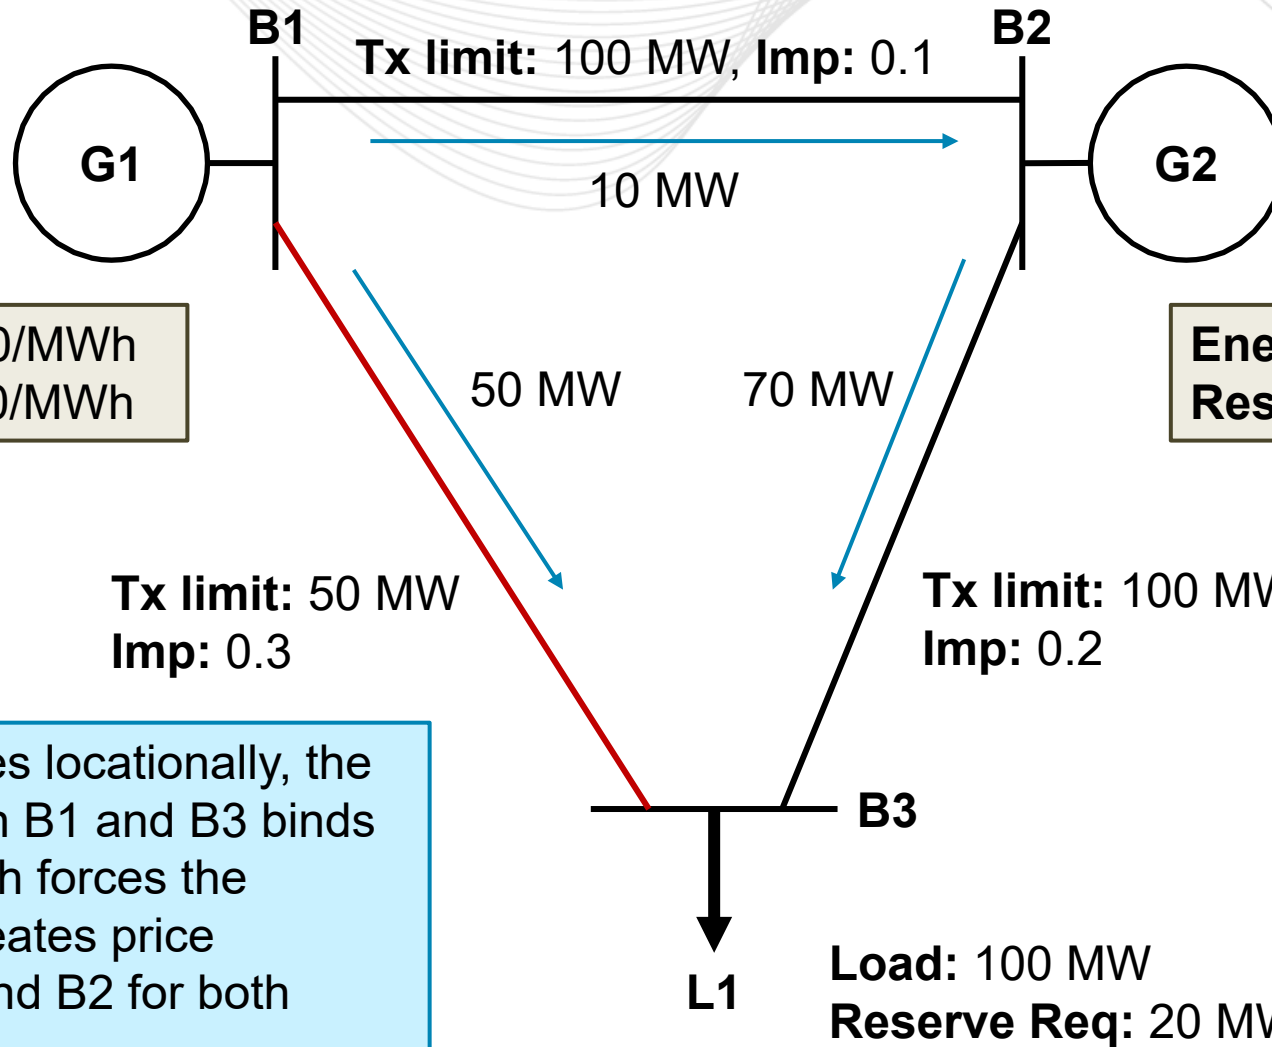 B1
B2
Tx limit: 100 MW, Imp: 0.1
G1
G2
10 MW
0/MWh
0/MWh
Ene
Res
50 MW
70 MW
Tx limit: 50 MW
Imp: 0.3
Tx limit: 100 MW
Imp: 0.2
es locationally, the
n B1 and B3 binds
h forces the
eates price
nd B2 for both
B3
L1
Load: 100 MW
Reserve Req: 20 MW